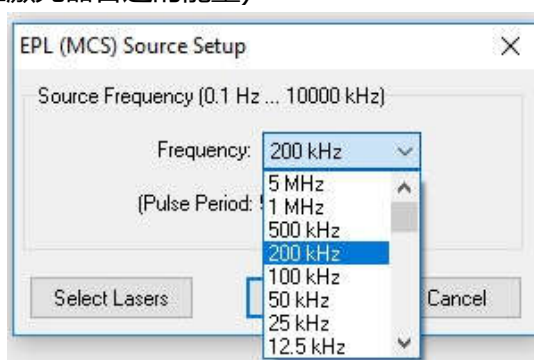 EPL (MCS) Source Setup
Source Frequency (0.1 Hz ... 10000 kHz)
Frequency: 200 kHz
5 MHz
(Pulse Period:
1 MHz
500 kHz
200 kHz
100 kHz
Select Lasers
50 kHz
Cancel
25 kHz
12.5 kHz